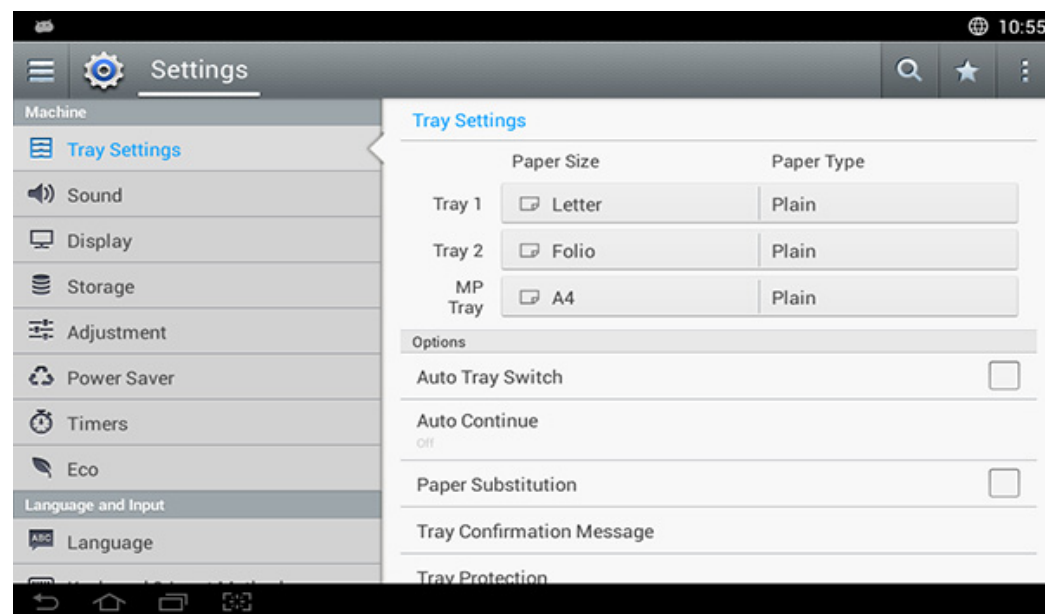 10:55
Settings
Machine
Tray Settings
Sound
Display
Storage
Adjustment
Power Saver
Timers
Eco
Language and Input
ABC
Language
Tray Settings
Paper Size Paper Type
Tray 1 Letter Plain
Tray 2 Folio Plain
MP
Tray A4 Plain
Options
Auto Tray Switch
Auto Continue
Off
Paper Substitution
Tray Confirmation Message
Tray Protection